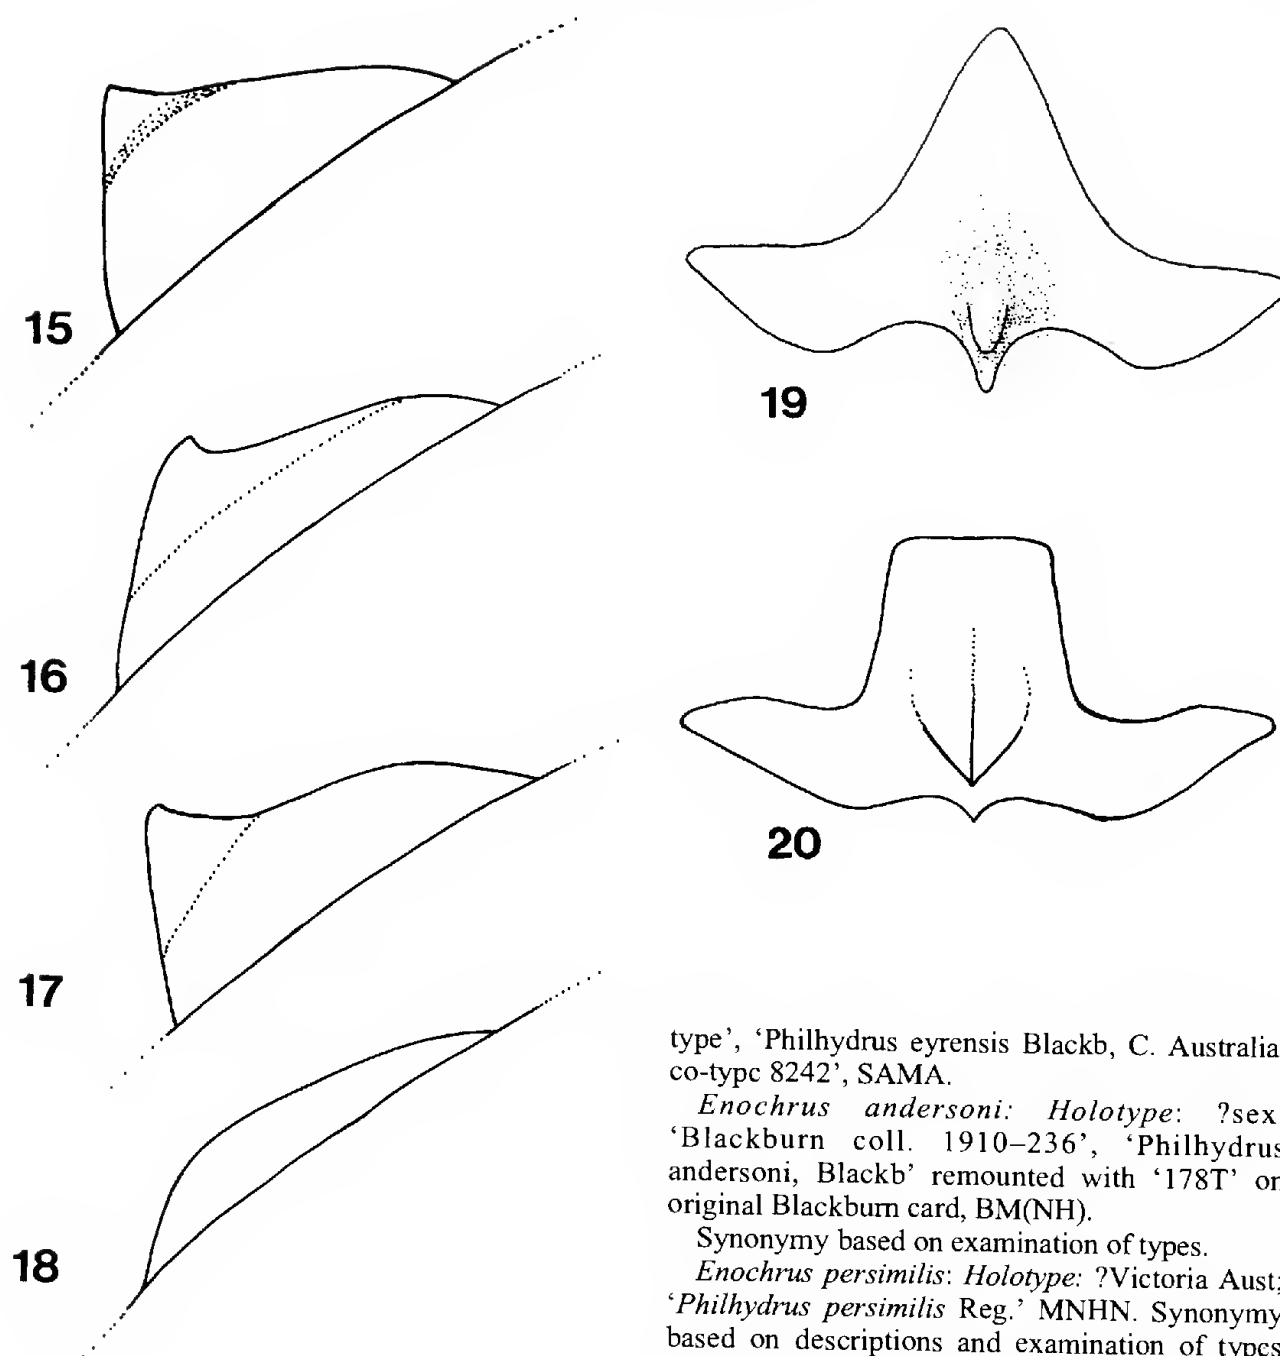 15
16
17
18
19
20
type’, ‘Philhydrus eyrensis Blackb, C. Australia
co-typc 8242’, SAMA.
Enochrus andersoni: Holotype: ?sex
‘Blackburn coll. 1910–236’, ‘Philhydrus
andersoni, Blackb’ remounted with ‘178T’ on
original Blackburn card, BM(NH).
Synonymy based on examination of types.
Enochrus persimilis: Holotype: ?Victoria Aust;
‘Philhydrus persimilis Reg.’ MNHN. Synonymy
based on descriptions and examination of types